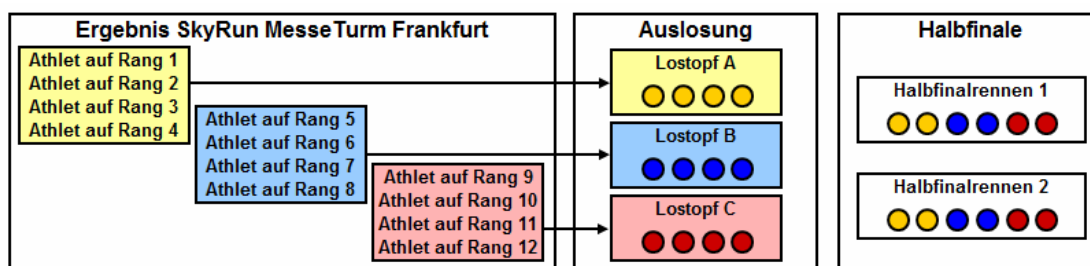 Ergebnis SkyRun MesseTurm Frankfurt
Athlet auf Rang 1
Athlet auf Rang 2
Athlet auf Rang 3
Athlet auf Rang 4
Athlet auf Rang 5
Athlet auf Rang 6
Athlet auf Rang 7
Athlet auf Rang 8
Athlet auf Rang 9
Athlet auf Rang 10
Athlet auf Rang 11
Athlet auf Rang 12
Auslosung
Lostopf A
Lostopf B
Lostopf C
Halbfinale
Halbfinalrennen 1
Halbfinalrennen 2